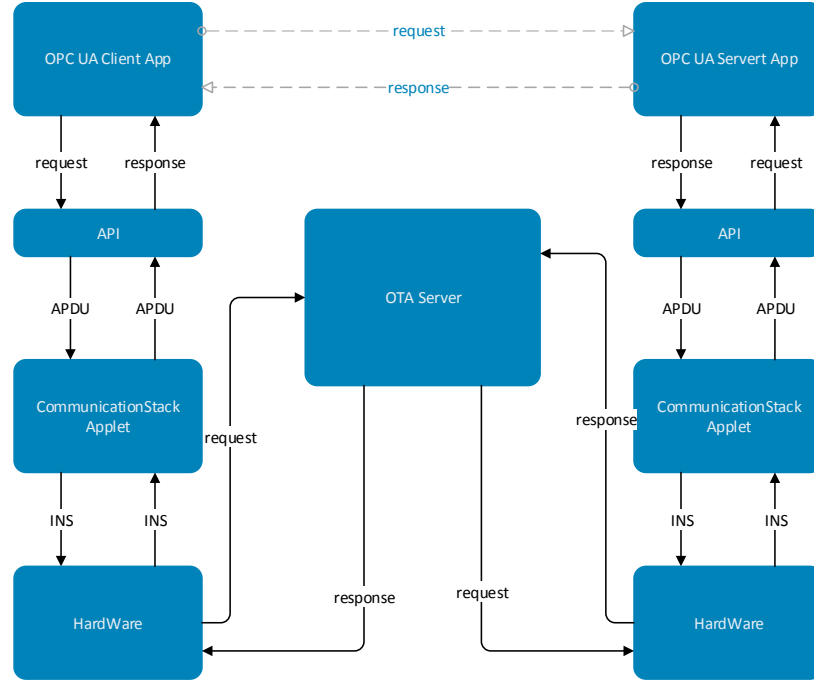 request
OPC UA Client App
OPC UA Servert App
response
request
response
response
request
API
OTA Server
API
APDU
APDU
APDU
APDU
CommunicationStack
Applet
CommunicationStack
Applet
request
response
INS
INS
INS
INS
HardWare
response
request
HardWare